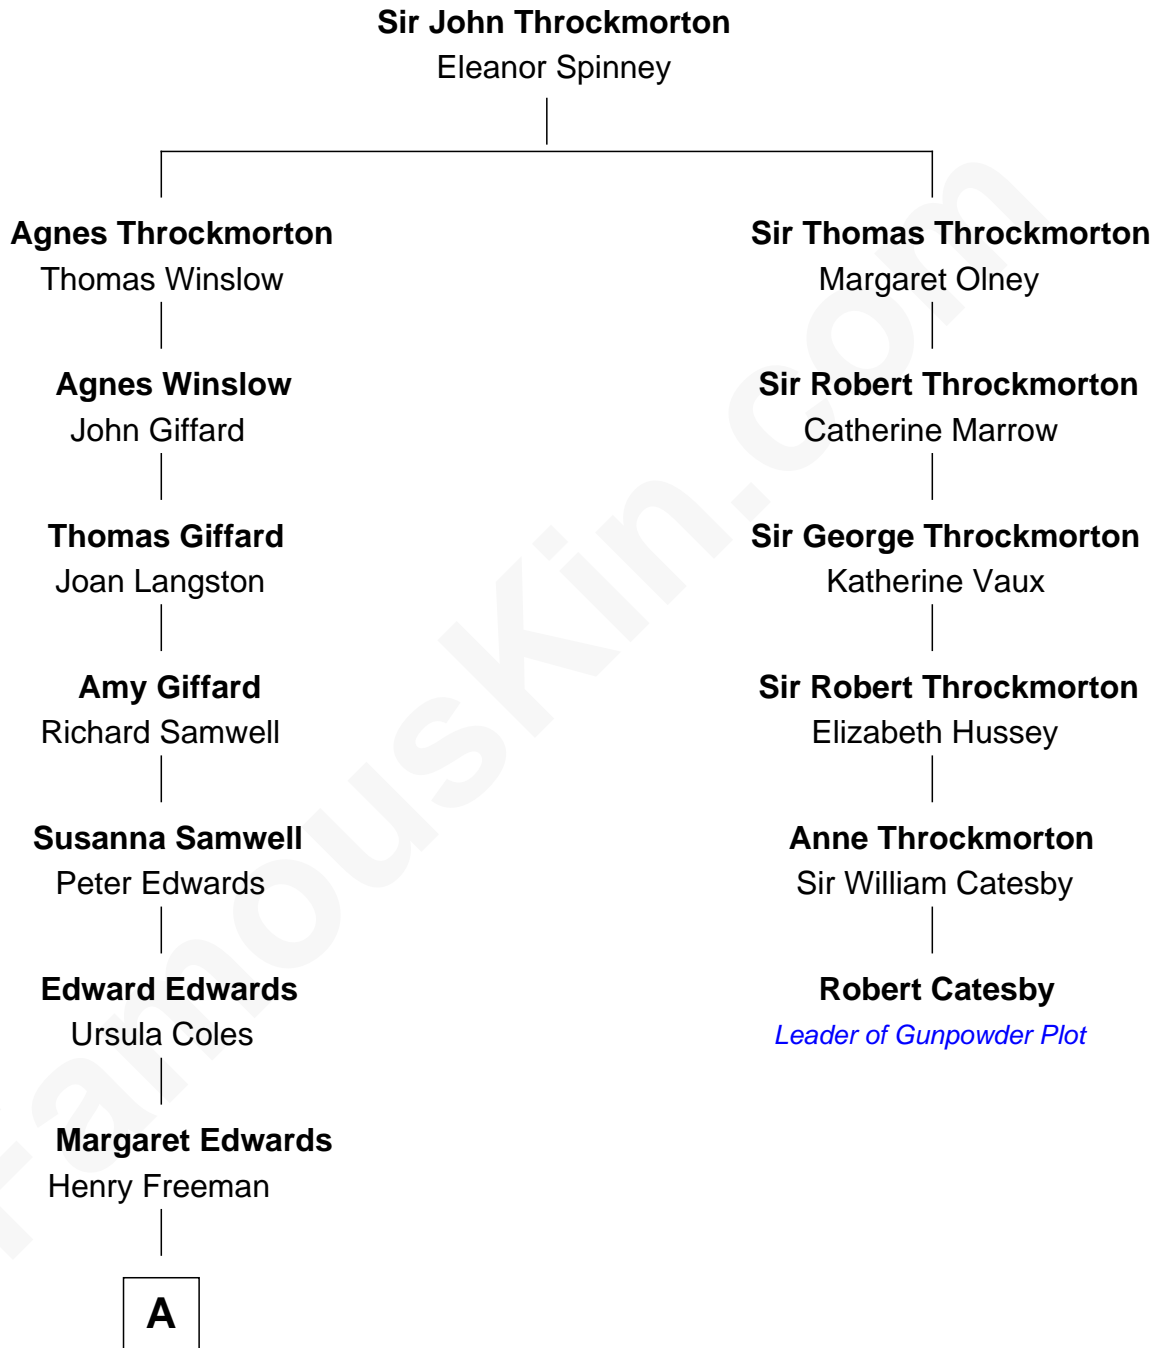 Sir John Throckmorton
Eleanor Spinney
Agnes Throckmorton
Thomas Winslow
Sir Thomas Throckmorton
Margaret Olney
Agnes Winslow
John Giffard
Sir Robert Throckmorton
Catherine Marrow
Thomas Giffard
Joan Langston
Sir George Throckmorton
Katherine Vaux
Amy Giffard
Richard Samwell
Sir Robert Throckmorton
Elizabeth Hussey
Susanna Samwell
Peter Edwards
Anne Throckmorton
Sir William Catesby
Edward Edwards
Ursula Coles
Robert Catesby
Leader of Gunpowder Plot
Margaret Edwards
Henry Freeman
A
FamousKin.com